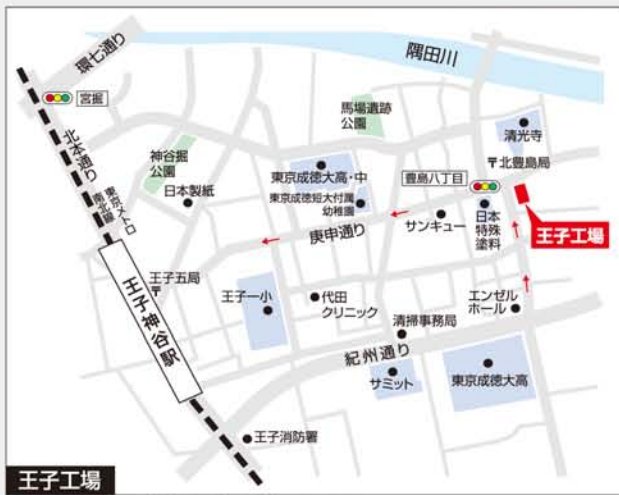 環七通り
隅田川
宮堀
北本通り
馬場遺跡
公園
清光寺
〒北豊島局
神谷掘
公園
日本製紙
東京成徳大高・中
豊島八丁目
東京成徳短大付属
幼稚園
東京メトロ
南北線
庚申通り
サンキュー
日本
特殊
塗料
王子工場
王子五局
〒
王子神谷駅
王子一小
代田
クリニック
エンゼル
ホール
清掃事務局
紀州通り
サミット
東京成徳大高
王子消防署
王子工場